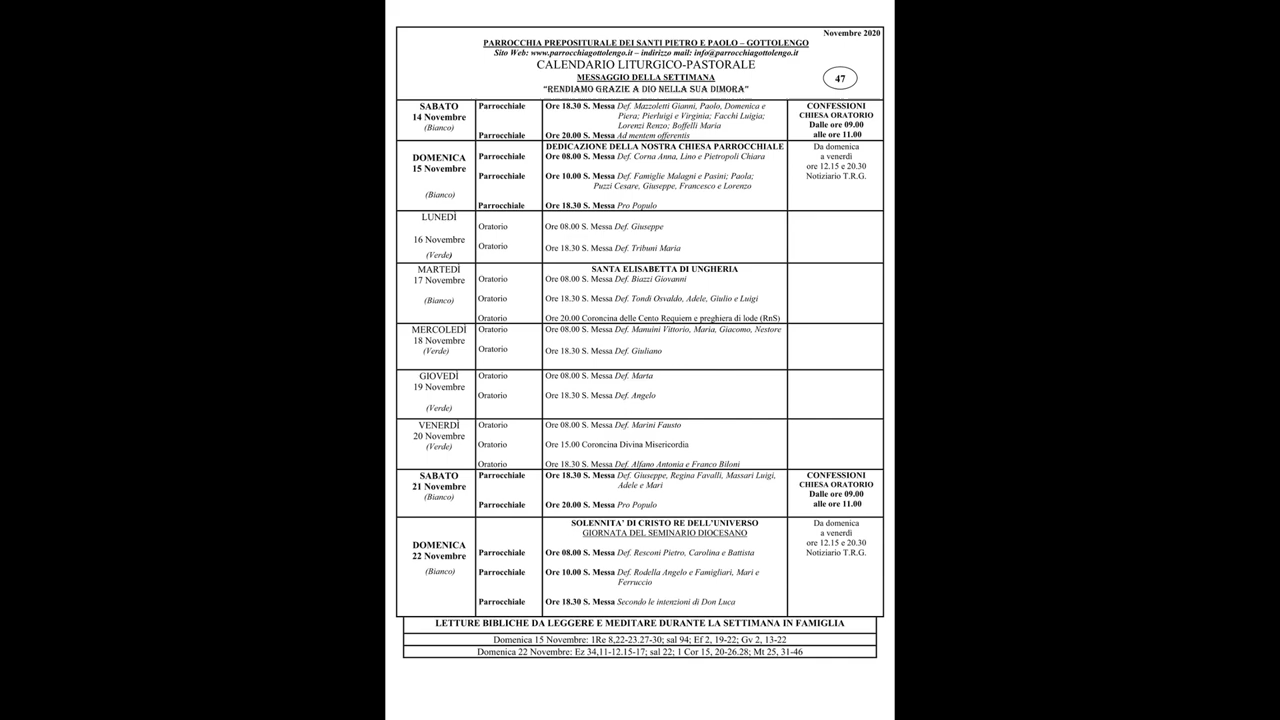 Novembre 2020
PARROCCHIA PREPOSITURALE DEI SANTI PIETRO E PAOLO – GOTTOLENGO
Sito Web: www.parrocchiagottolengo.it – indirizzo mail: info@parrocchiagottolengo.it
CALENDARIO LITURGICO-PASTORALE
MESSAGGIO DELLA SETTIMANA
47
"RENDIAMO GRAZIE A DIO NELLA SUA DIMORA"
SABATO
14 Novembre
(Bianco)
Parrocchiale
Ore 18.30 S. Messa Def. Mazzoletti Gianni, Paolo, Domenica e
Piera; Pierluigi e Virginia; Facchi Luigia;
Lorenzi Renzo; Boffelli Maria
Parrocchiale
Ore 20.00 S. Messa Ad mentem offerentis
CONFESSIONI
CHIESA ORATORIO
Dalle ore 09.00
alle ore 11.00
DOMENICA
15 Novembre
(Bianco)
DEDICAZIONE DELLA NOSTRA CHIESA PARROCCHIALE
Parrocchiale
Ore 08.00 S. Messa Def. Corna Anna, Lino e Pietropoli Chiara
Parrocchiale
Ore 10.00 S. Messa Def. Famiglie Malagni e Pasini; Paola;
Puzzi Cesare, Giuseppe, Francesco e Lorenzo
Parrocchiale
Ore 18.30 S. Messa Pro Populo
Da domenica
a venerdì
ore 12.15 e 20.30
Notiziario T.R.G.
LUNEDÌ
16 Novembre
(Verde)
Oratorio
Ore 08.00 S. Messa Def. Giuseppe
Oratorio
Ore 18.30 S. Messa Def. Tribuni Maria
MARTEDÌ
17 Novembre
(Bianco)
SANTA ELISABETTA DI UNGHERIA
Oratorio
Ore 08.00 S. Messa Def. Biazzi Giovanni
Oratorio
Ore 18.30 S. Messa Def. Tondi Osvaldo, Adele, Giulio e Luigi
Oratorio
Ore 20.00 Coroncina delle Cento Requiem e preghiera di lode (RnS)
MERCOLEDÌ
18 Novembre
(Verde)
Oratorio
Ore 08.00 S. Messa Def. Manuini Vittorio, Maria, Giacomo, Nestore
Oratorio
Ore 18.30 S. Messa Def. Giuliano
GIOVEDÌ
19 Novembre
(Verde)
Oratorio
Ore 08.00 S. Messa Def. Marta
Oratorio
Ore 18.30 S. Messa Def. Angelo
VENERDÌ
20 Novembre
(Verde)
Oratorio
Ore 08.00 S. Messa Def. Marini Fausto
Oratorio
Ore 15.00 Coroncina Divina Misericordia
Oratorio
Ore 18.30 S. Messa Def. Alfano Antonia e Franco Biloni
SABATO
21 Novembre
(Bianco)
Parrocchiale
Ore 18.30 S. Messa Def. Giuseppe, Regina Favalli, Massari Luigi,
Adele e Mari
Parrocchiale
Ore 20.00 S. Messa Pro Populo
CONFESSIONI
CHIESA ORATORIO
Dalle ore 09.00
alle ore 11.00
DOMENICA
22 Novembre
(Bianco)
SOLENNITA' DI CRISTO RE DELL'UNIVERSO
GIORNATA DEL SEMINARIO DIOCESANO
Parrocchiale
Ore 08.00 S. Messa Def. Resconi Pietro, Carolina e Battista
Parrocchiale
Ore 10.00 S. Messa Def. Rodella Angelo e Famigliari, Mari e
Ferruccio
Parrocchiale
Ore 18.30 S. Messa Secondo le intenzioni di Don Luca
Da domenica
a venerdì
ore 12.15 e 20.30
Notiziario T.R.G.
LETTURE BIBLICHE DA LEGGERE E MEDITARE DURANTE LA SETTIMANA IN FAMIGLIA
Domenica 15 Novembre: 1Re 8,22-23.27-30; sal 94; Ef 2, 19-22; Gv 2, 13-22
Domenica 22 Novembre: Ez 34,11-12.15-17; sal 22; 1 Cor 15, 20-26.28; Mt 25, 31-46